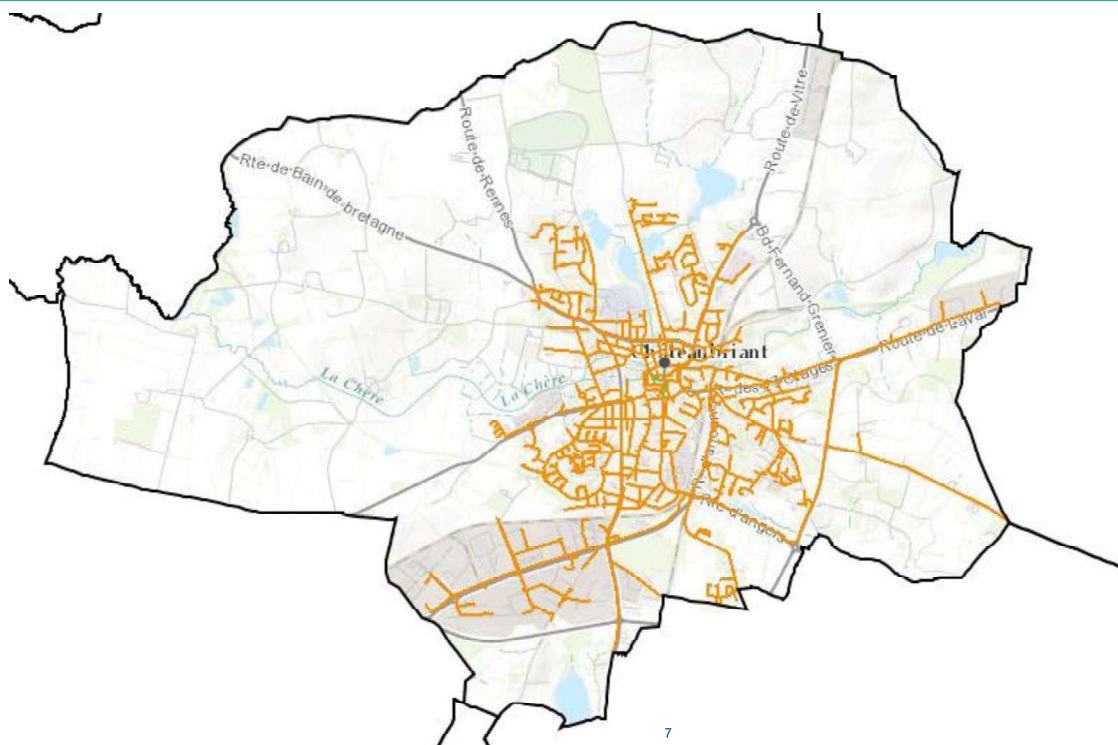 Route-de-Vitre
Route-de-Rennes
Rte-de-Bain-de-bretagne
Bd-Fernand-Grenier
Route-de-Laval
Châteaubriant
La Chère
La Chère
Rte d'angers
7